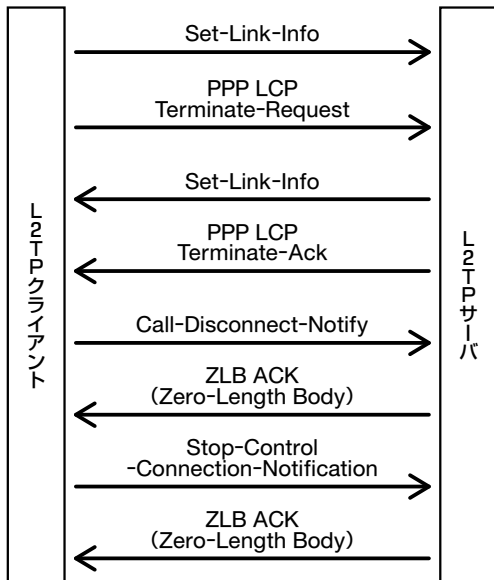 Set-Link-Info
PPP LCP
Terminate-Request
Set-Link-Info
PPP LCP
Terminate-Ack
Call-Disconnect-Notify
ZLB ACK
(Zero-Length Body)
Stop-Control
-Connection-Notification
ZLB ACK
(Zero-Length Body)
L2TPクライアント
L2TPサーバ